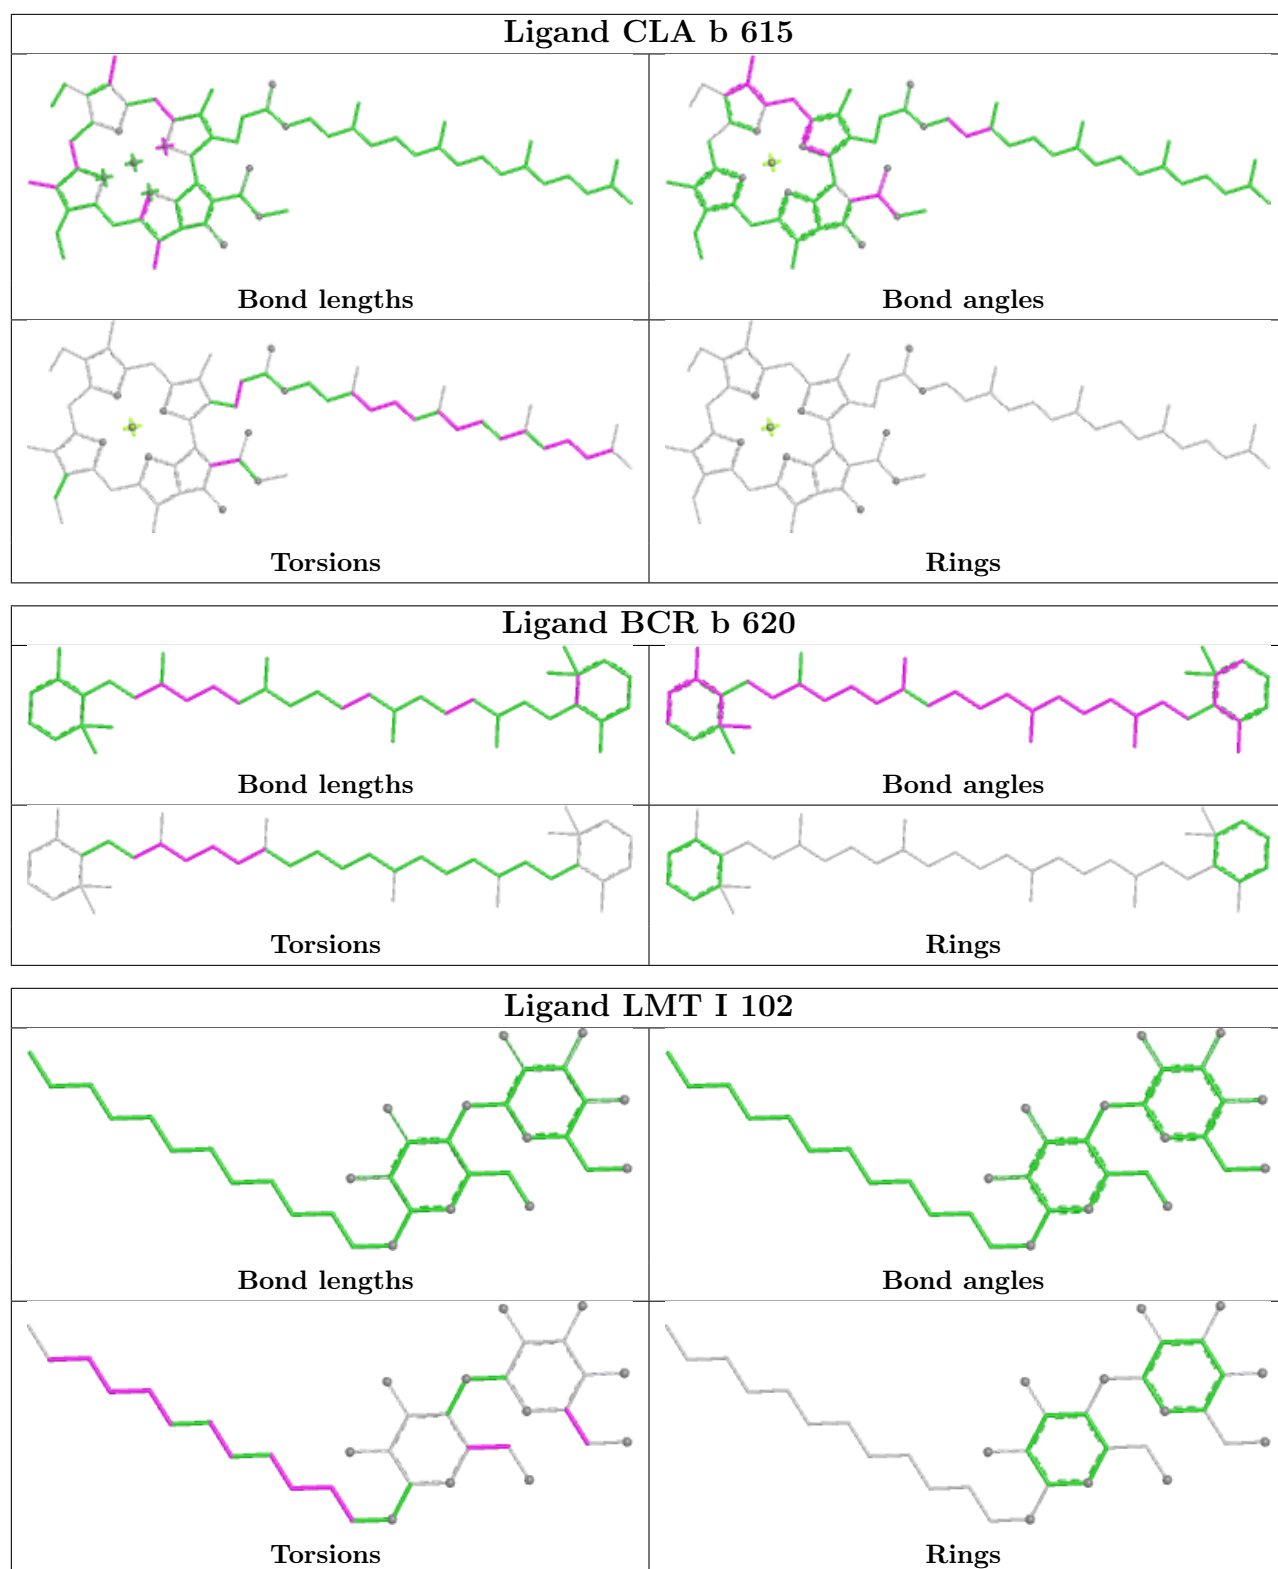 Ligand CLA b 615
Bond lengths
Bond angles
Torsions
Rings
Ligand BCR b 620
Bond lengths
Bond angles
Torsions
Rings
Ligand LMT I 102
Bond lengths
Bond angles
Torsions
Rings